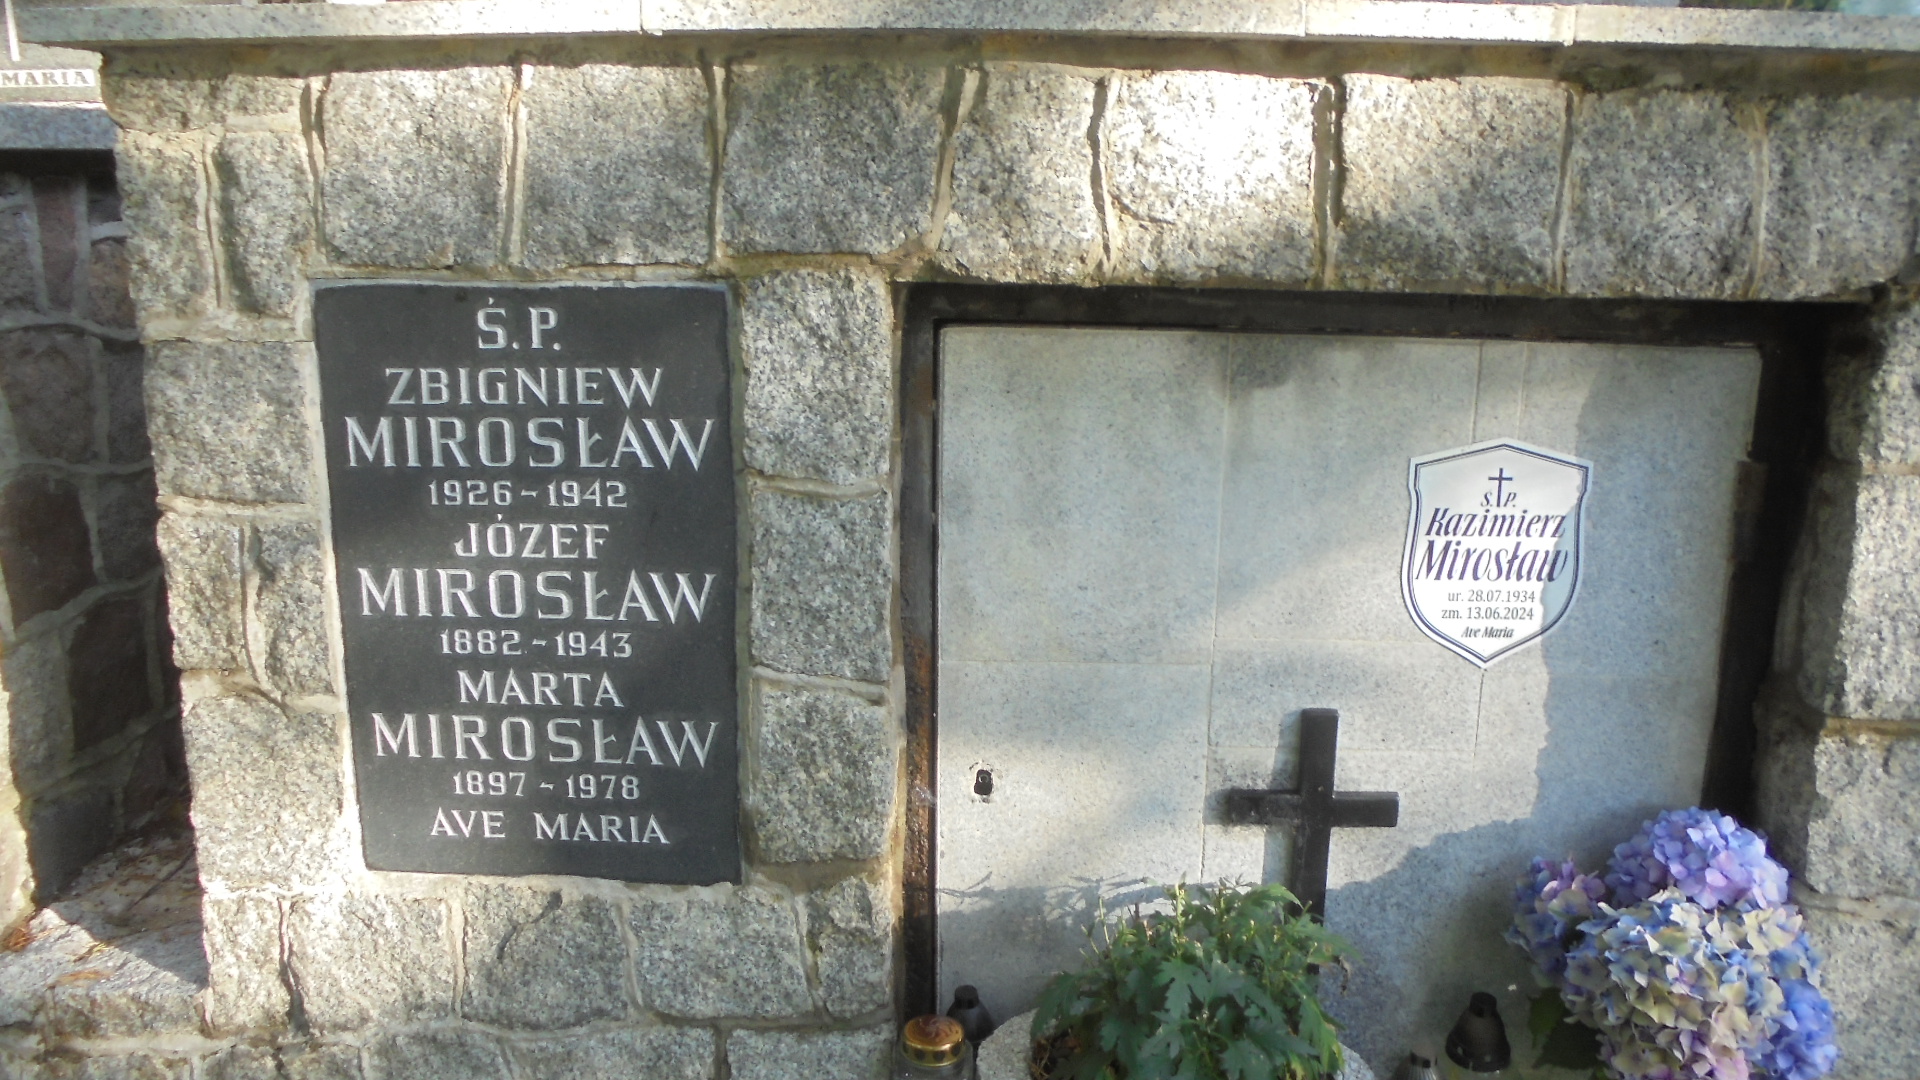 MARIA
Ś.P.
ZBIGNIEW
MIROSŁAW
1926-1942
JÓZEF
MIROSŁAW
1882-1943
MARTA
MIROSŁAW
1897-1978
AVE MARIA
Ś.P.
Kazimierz
Mirosław
ur. 28.07.1934
zm. 13.06.2024
Ave Maria